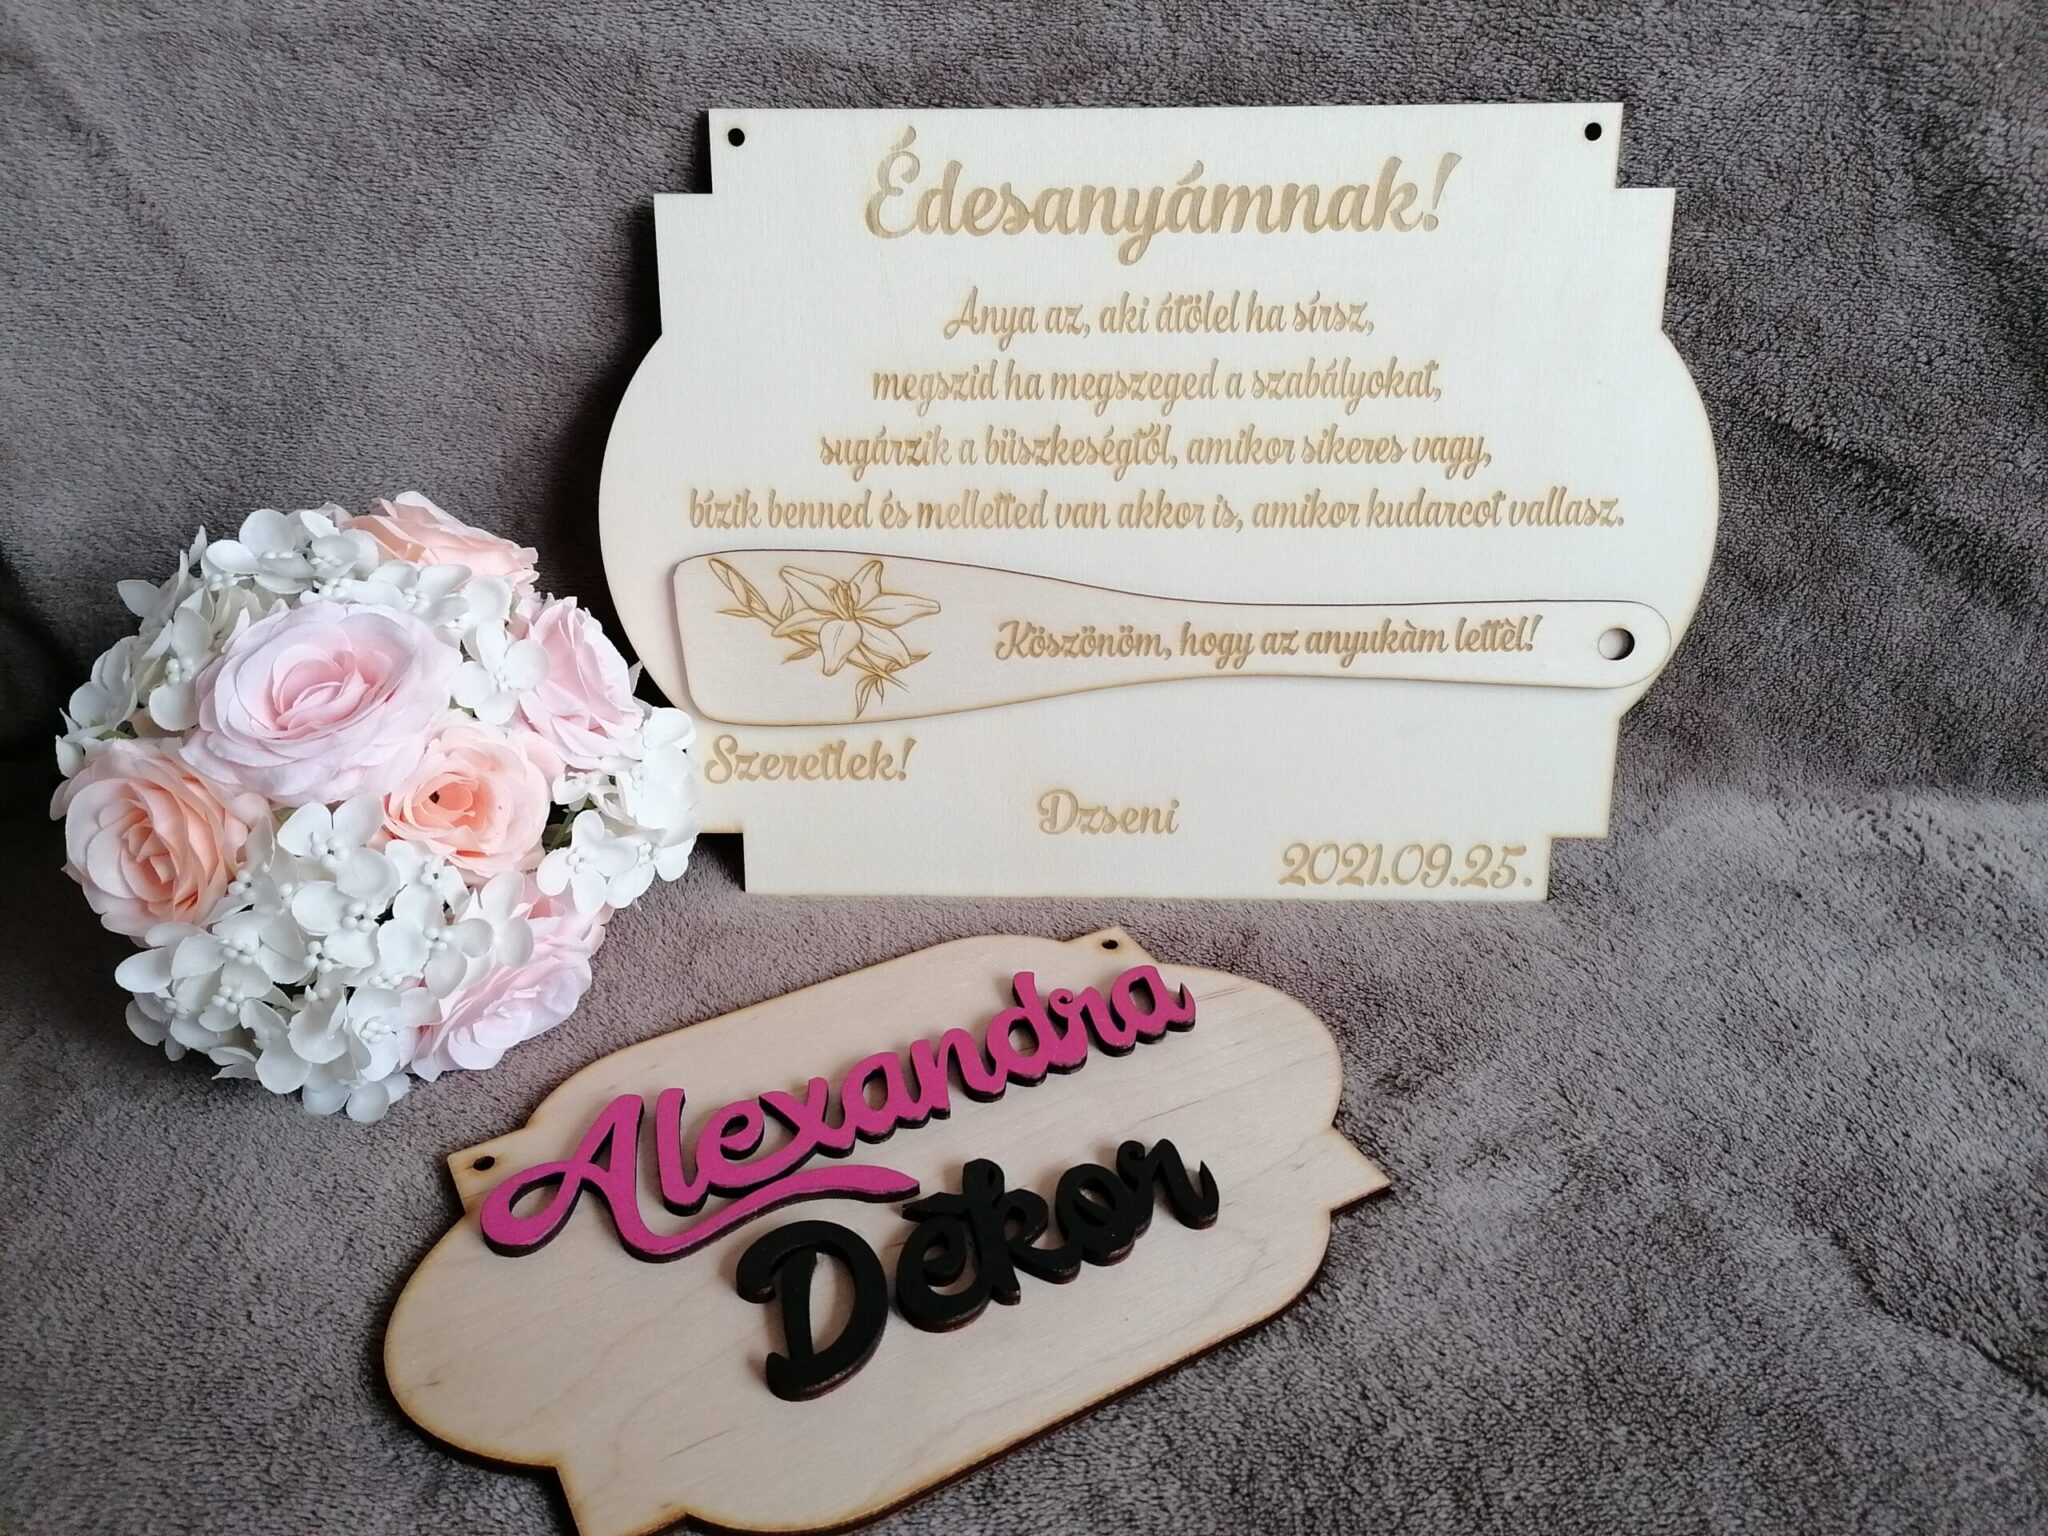 Édesanyámnak!
Anya az, aki átölel ha sírsz,
megszid ha megszeged a szabályokat,
sugárzik a büszkeségtől, amikor sikeres vagy,
bízik benned és melletted van akkor is, amikor kudarcot vallasz.
Köszönöm, hogy az anyukàm lettèl!
Szeretlek!
Dzseni
2021.09.25.
Alexandra
Dékor